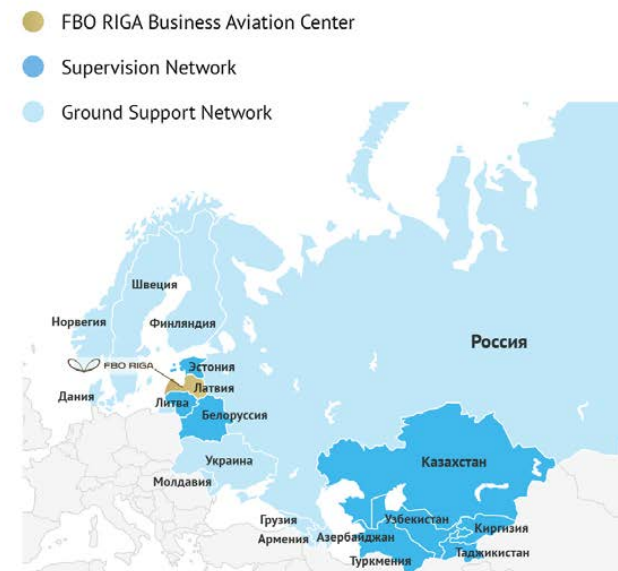 FBO RIGA Business Aviation Center
Supervision Network
Ground Support Network
Швеция
Норвегия
Финляндия
Россия
FBO RIGA
Эстония
Дания
Латвия
Литва
Белоруссия
Украина
Казахстан
Молдавия
Грузия
Узбекистан
Киргизия
Армения
Азербайджан
Таджикистан
Туркмения